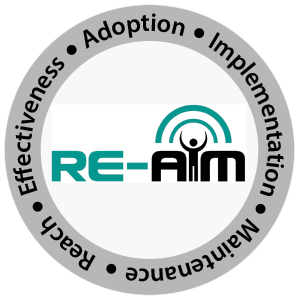 Reach • Effectiveness • Adoption • Implementation • Maintenance •
RE-AIM